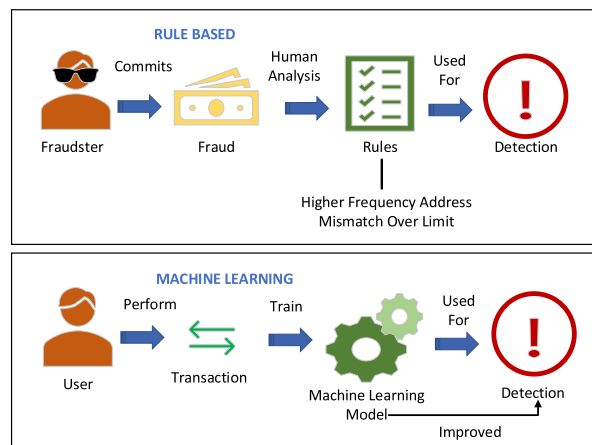 RULE BASED
Commits
Human
Analysis
Used
For
Fraudster
Fraud
Rules
Detection
Higher Frequency Address
Mismatch Over Limit
MACHINE LEARNING
Perform
Train
Used
For
User
Transaction
Machine Learning
Model
Detection
Improved